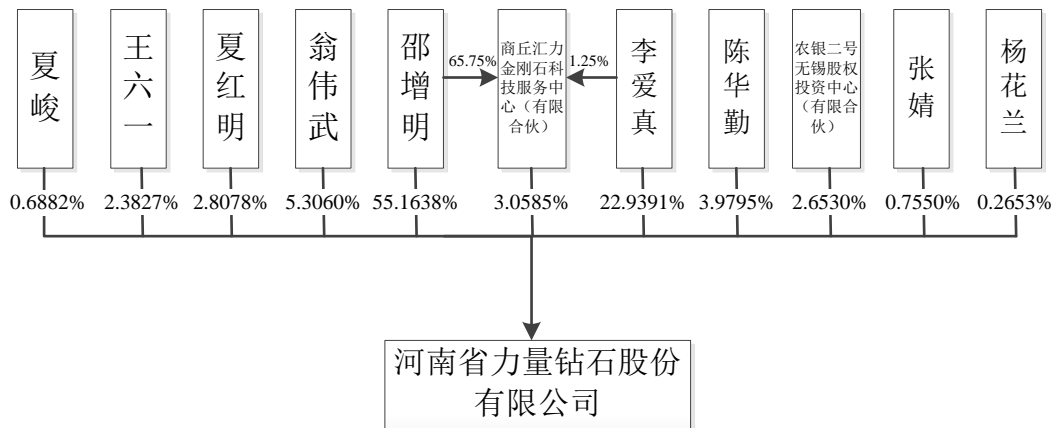 夏峻
王六一
夏红明
翁伟武
邵增明
65.75%
商丘汇力
金刚石科
技服务中
心（有限
合伙）
1.25%
李爱真
陈华勤
农银二号
无锡股权
投资中心
（有限合
伙）
张婧
杨花兰
0.6882%
2.3827%
2.8078%
5.3060%
55.1638%
3.0585%
22.9391%
3.9795%
2.6530%
0.7550%
0.2653%
河南省力量钻石股份
有限公司